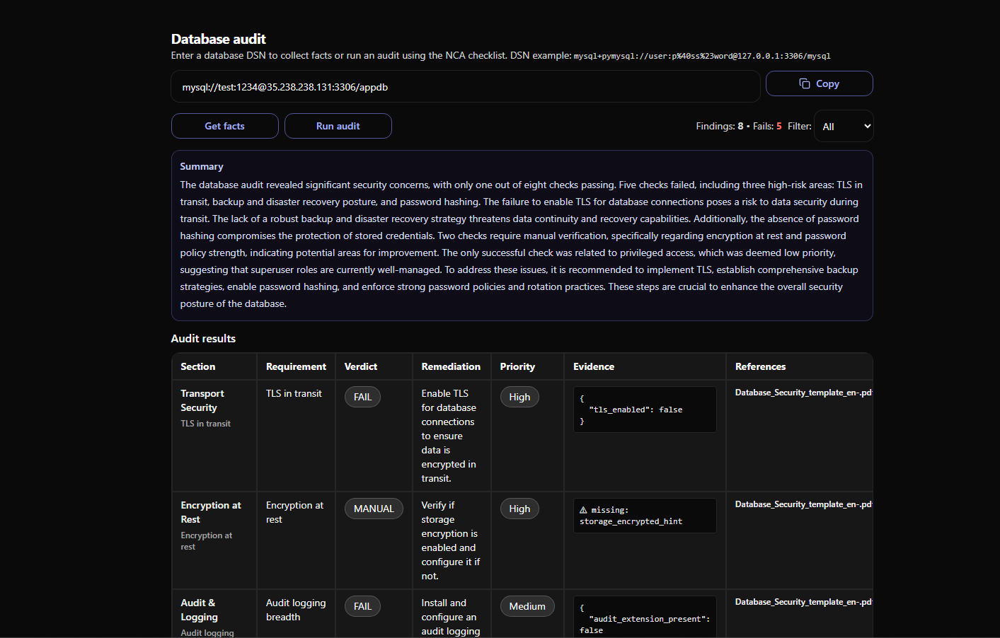 Database audit
Enter a database DSN to collect facts or run an audit using the NCA checklist. DSN example: mysql+pymysql://user:p%40ss%23word@127.0.0.1:3306/mysql
mysql://test:1234@35.238.238.131:3306/appdb
Copy
Get facts
Run audit
Findings: 8 • Fails: 5 Filter: All
Summary
The database audit revealed significant security concerns, with only one out of eight checks passing. Five checks failed, including three high-risk areas: TLS in
transit, backup and disaster recovery posture, and password hashing. The failure to enable TLS for database connections poses a risk to data security during
transit. The lack of a robust backup and disaster recovery strategy threatens data continuity and recovery capabilities. Additionally, the absence of password
hashing compromises the protection of stored credentials. Two checks require manual verification, specifically regarding encryption at rest and password
policy strength, indicating potential areas for improvement. The only successful check was related to privileged access, which was deemed low priority,
suggesting that superuser roles are currently well-managed. To address these issues, it is recommended to implement TLS, establish comprehensive backup
strategies, enable password hashing, and enforce strong password policies and rotation practices. These steps are crucial to enhance the overall security
posture of the database.
Audit results
Section
Requirement
Verdict
Remediation
Priority
Evidence
References
Transport
Security
TLS in transit
TLS in transit
FAIL
Enable TLS
for database
connections
to ensure
data is
encrypted in
transit.
High
{
"tls_enabled": false
}
Database_Security_template_en-.pdf
Encryption at
Rest
Encryption at
rest
Encryption at
rest
MANUAL
Verify if
storage
encryption is
enabled and
configure it if
not.
High
⚠ missing:
storage_encrypted_hint
Database_Security_template_en-.pdf
Audit &
Logging
Audit logging
Audit logging
breadth
FAIL
Install and
configure an
audit logging
Medium
{
"audit_extension_present":
false
Database_Security_template_en-.pdf